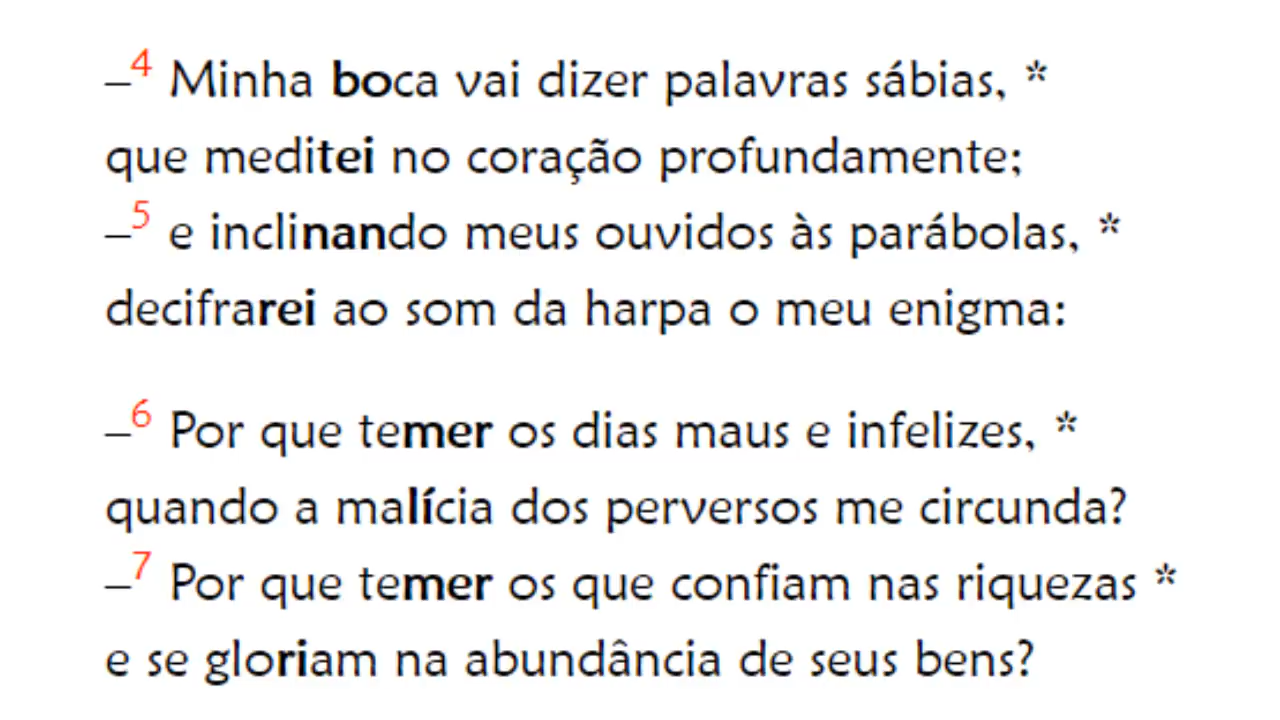 –4 Minha boca vai dizer palavras sábias, *
que meditei no coração profundamente;
–5 e inclinando meus ouvidos às parábolas, *
decifrarei ao som da harpa o meu enigma:
–6 Por que temer os dias maus e infelizes, *
quando a malícia dos perversos me circunda?
–7 Por que temer os que confiam nas riquezas *
e se gloriam na abundância de seus bens?